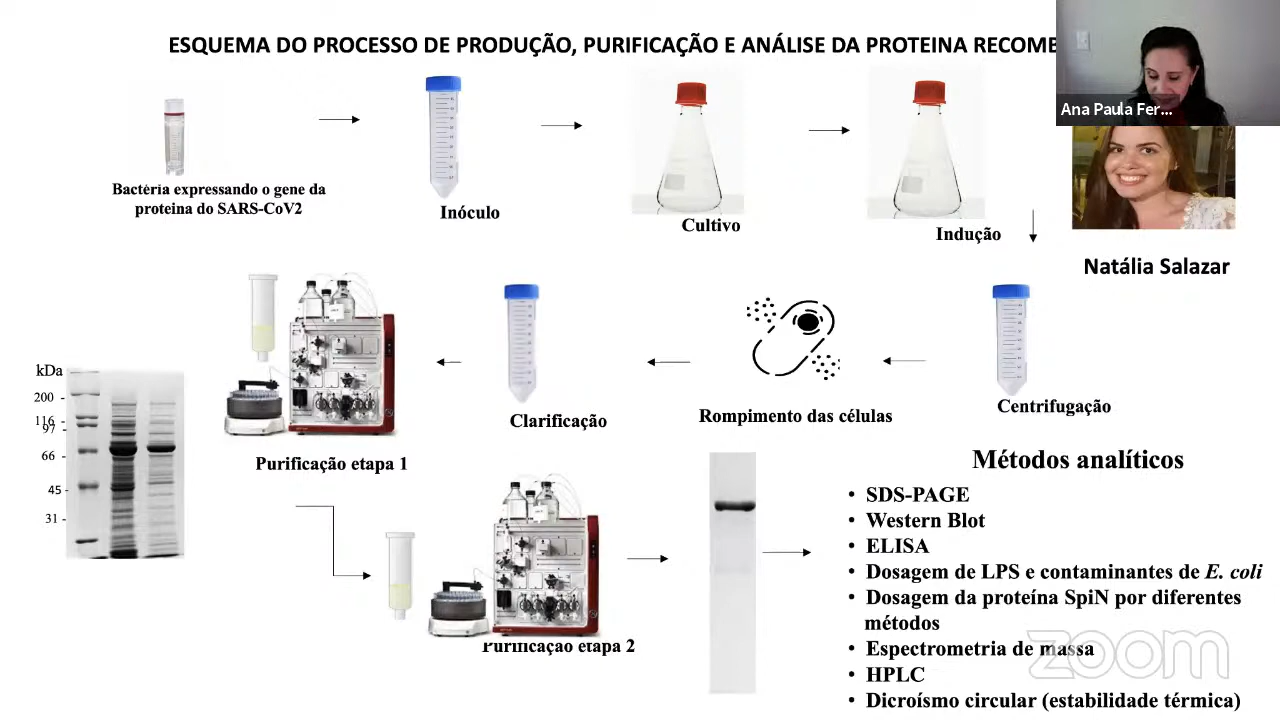 ESQUEMA DO PROCESSO DE PRODUÇÃO, PURIFICAÇÃO E ANÁLISE DA PROTEINA
Ana Paula Fer...
Bactéria expressando o gene da
proteina do SARS-CoV2
Inóculo
Cultivo
Indução
Natália Salazar
Centrifugação
Rompimento das células
Clarificação
Purificação etapa 1
kDa
200
116
97
66
45
31
Purificação etapa 2
Métodos analíticos
• SDS-PAGE
• Western Blot
• ELISA
• Dosagem de LPS e contaminantes de E. coli
• Dosagem da proteína SpiN por diferentes
métodos
• Espectrometria de massa
• HPLC
• Dicroísmo circular (estabilidade térmica)
zoom